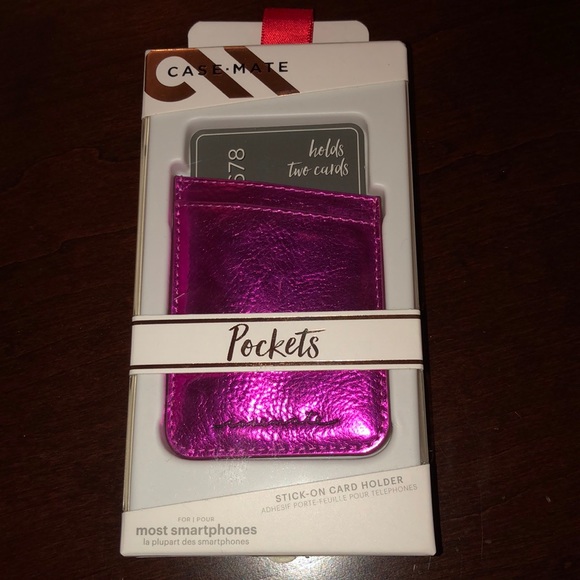 CASE·MATE
678
holds
two cards
Pockets
casemate
STICK-ON CARD HOLDER
ADHÉSIF PORTE-FEUILLE POUR TÉLÉPHONES
FOR | POUR
most smartphones
la plupart des smartphones